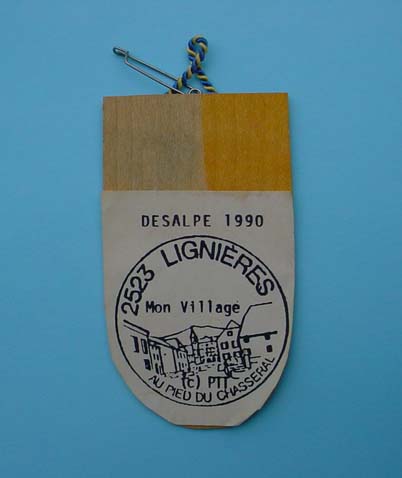 DESALPE 1990
2523 LIGNIÈRES
Mon Village
(c) PTT
AU PIED DU CHASSERAL